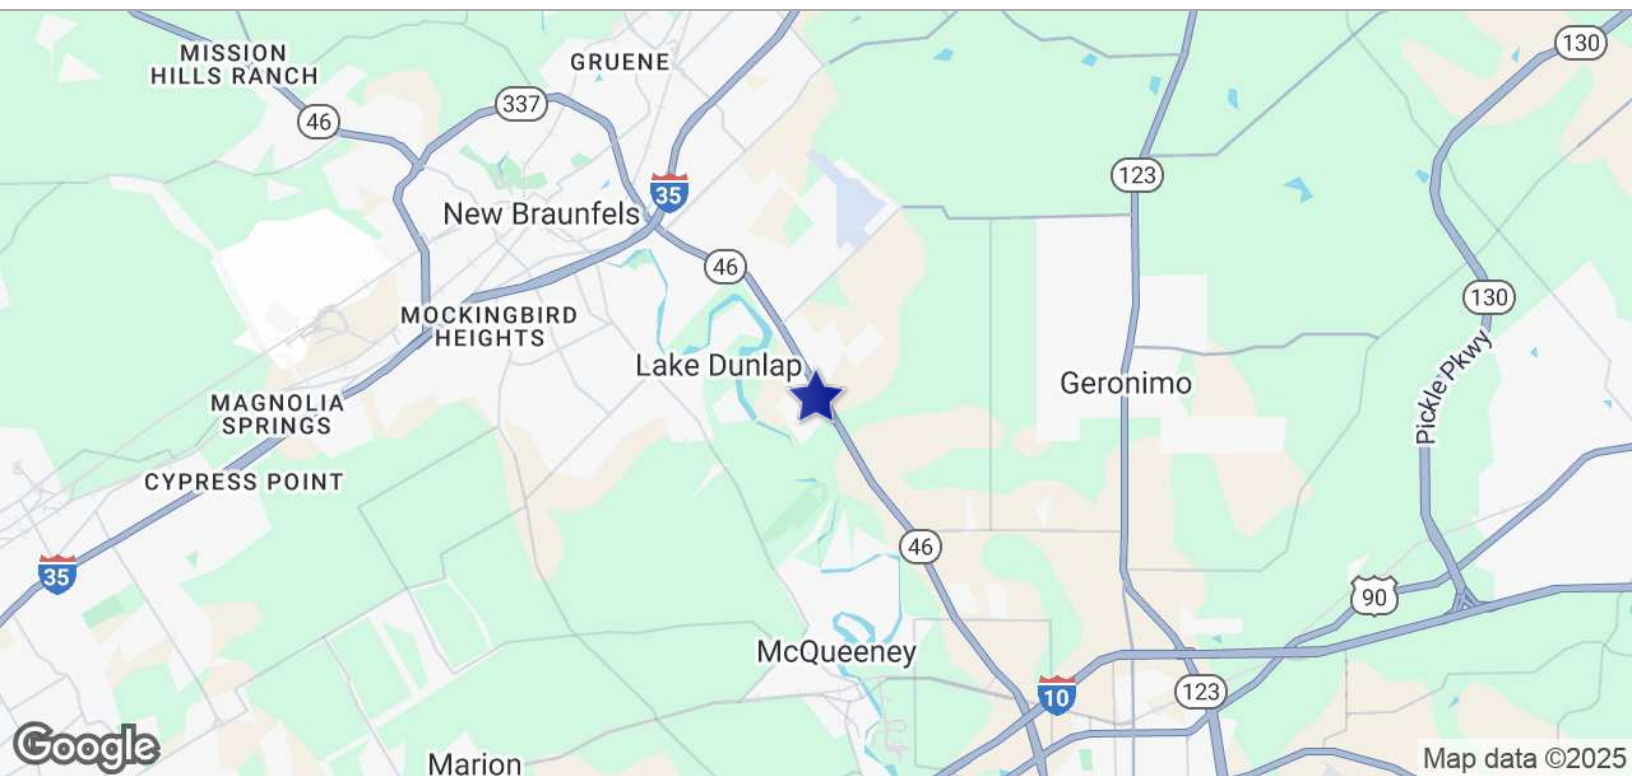 MISSION
HILLS RANCH
GRUENE
130
337
46
123
35
New Braunfels
46
130
MOCKINGBIRD
HEIGHTS
Lake Dunlap
Geronimo
Pickle Pkwy
MAGNOLIA
SPRINGS
CYPRESS POINT
46
35
90
McQueeney
10
123
Google
Marion
Map data ©2025